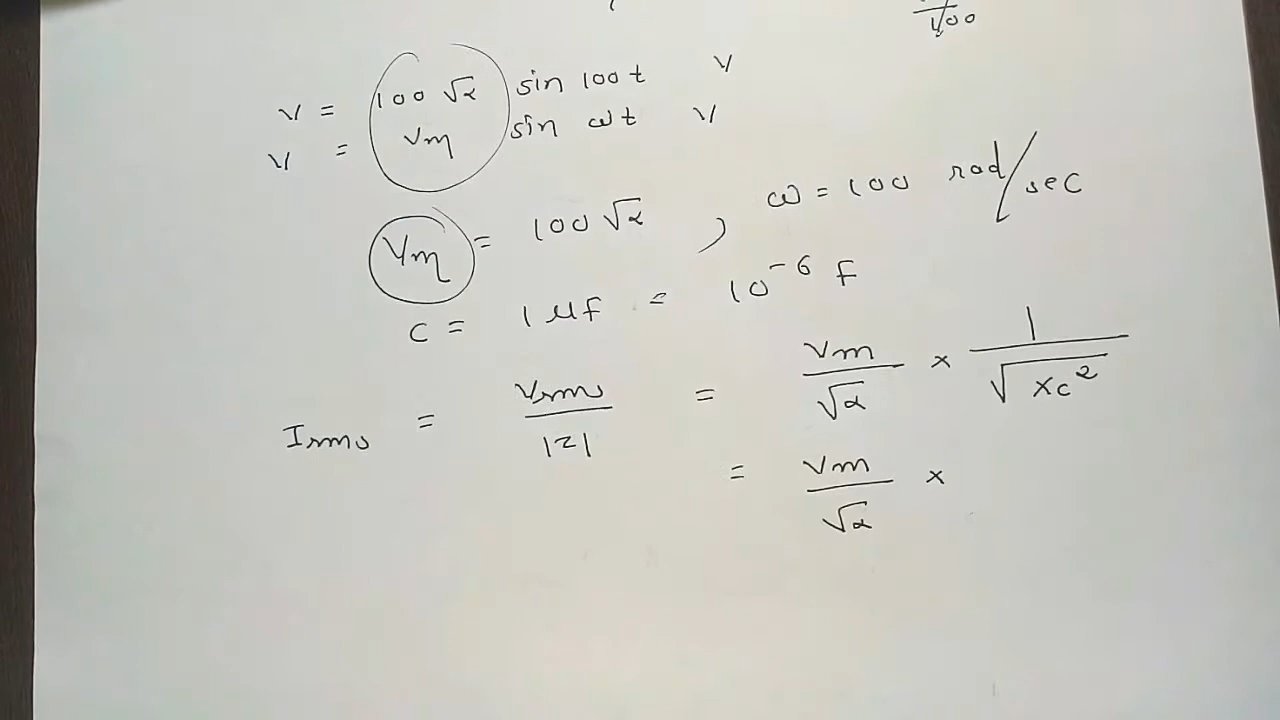 100
V = 100 √2 sin 100 t V
V = Vm sin ωt V
Vm = 100 √2 , ω = 100 rad/sec
C = 1 μF = 10⁻⁶ F
Irms = Vrms / |Z| = Vm / √2 × 1 / √Xc²
= Vm / √2 ×